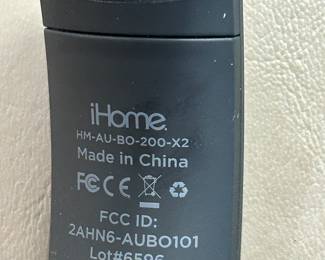 iHome
HM-AU-BO-200-X2
Made in China
FC CE
FCC ID:
2AHN6-AUBO101
Lot#6596